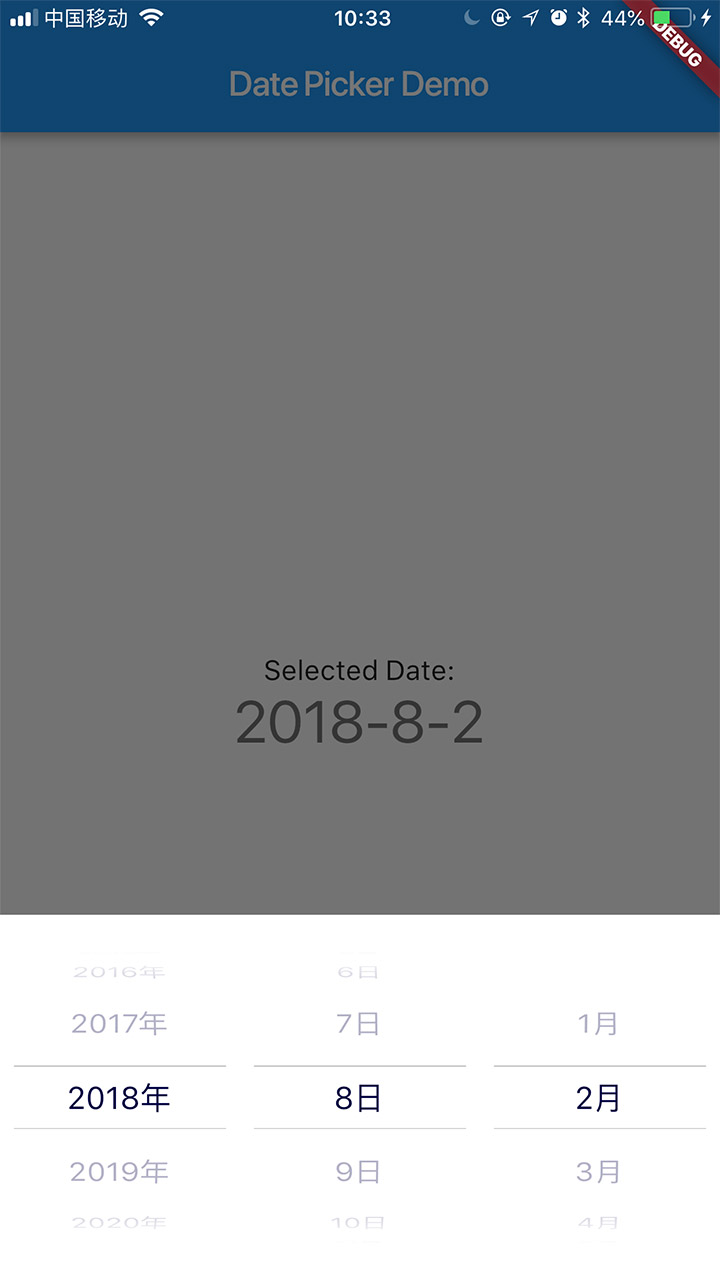 中国移动 10:33 44%
DEBUG
Date Picker Demo
Selected Date:
2018-8-2
2016年 6日
2017年 7日 1月
2018年 8日 2月
2019年 9日 3月
2020年 10日 4月